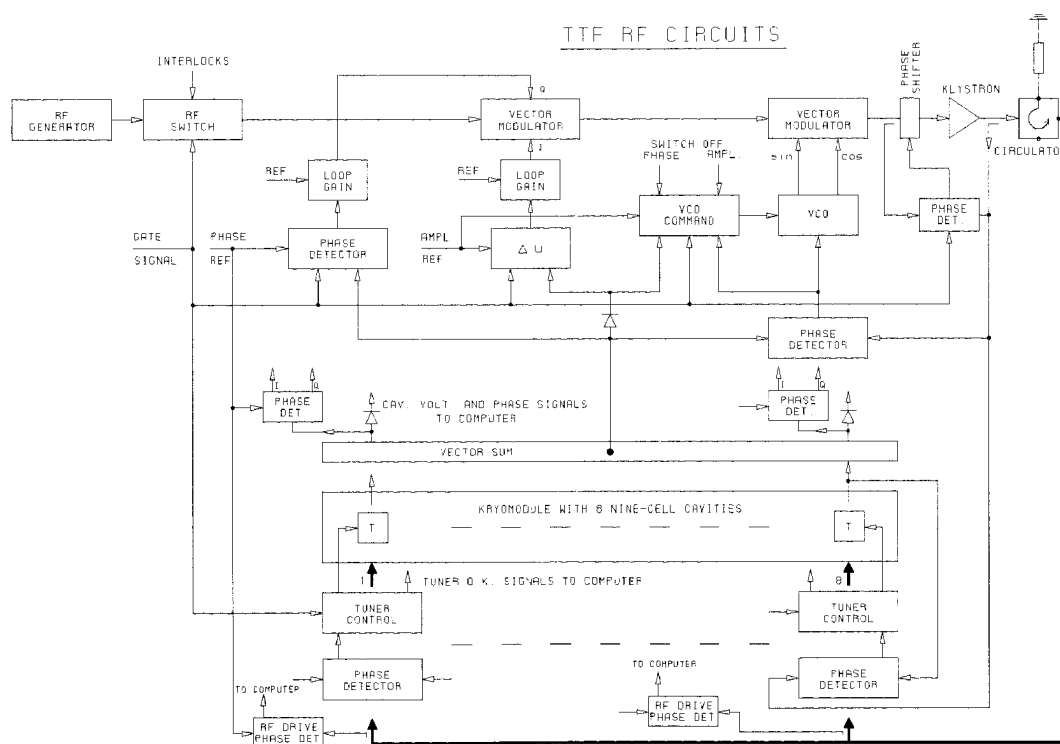 TTF RF CIRCUITS
INTERLOCKS
RF
GENERATOR
RF
SWITCH
Q
VECTOR
MODULATOR
J
VECTOR
MODULATOR
PHASE
SHIFTER
KLYSTRON
CIRCULATO
SWITCH OFF
PHASE AMPL.
sin
cos
REF
LOOP
GAIN
REF
LOOP
GAIN
VCO
COMMAND
VCO
PHASE
DET.
GATE
SIGNAL
PHASE
REF
PHASE
DETECTOR
AMPL
REF
Δ U
PHASE
DETECTOR
I
Q
PHASE
DET
CAV. VOLT AND PHASE SIGNALS
TO COMPUTER
I
Q
PHASE
DET.
VECTOR SUM
KRYOMODULE WITH 8 NINE-CELL CAVITIES
T
T
1
TUNER O K. SIGNALS TO COMPUTER
8
TUNER
CONTROL
TUNER
CONTROL
PHASE
DETECTOR
TO COMPUTER
PHASE
DETECTOR
TO COMPUTER
RF DRIVE
PHASE DET
RF DRIVE
PHASE DET